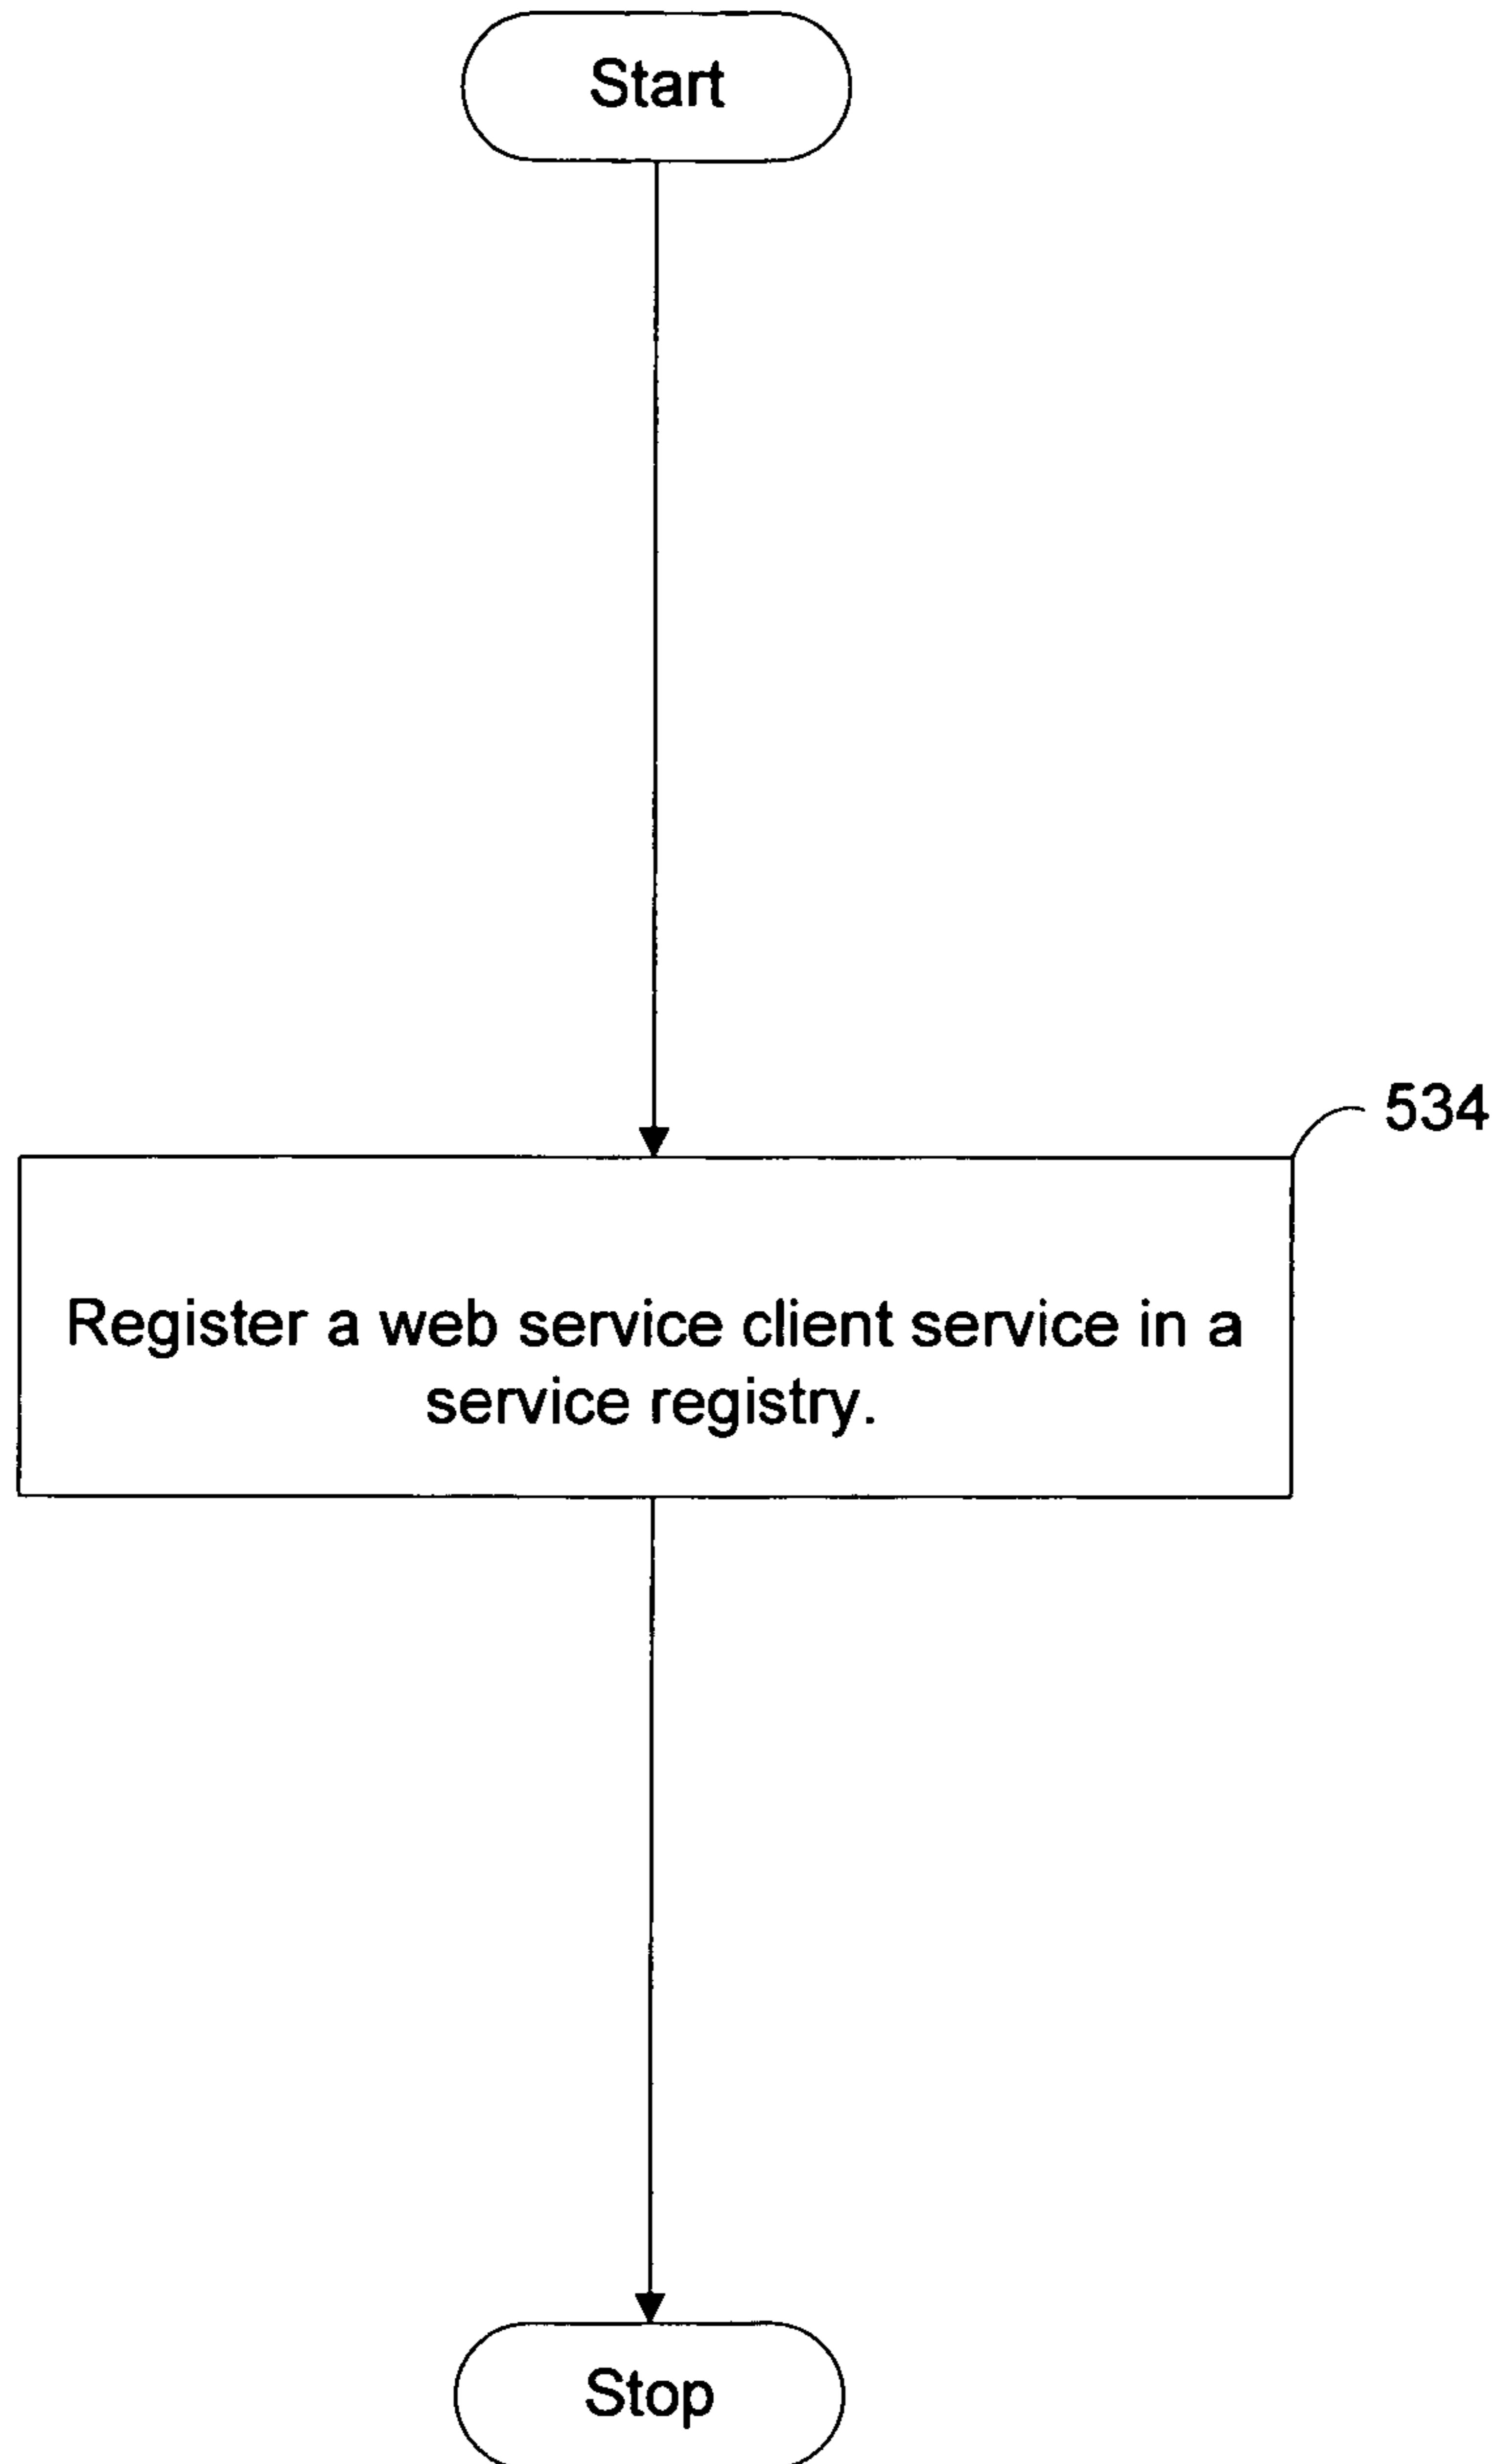 Start
534
Register a web service client service in a
service registry.
Stop